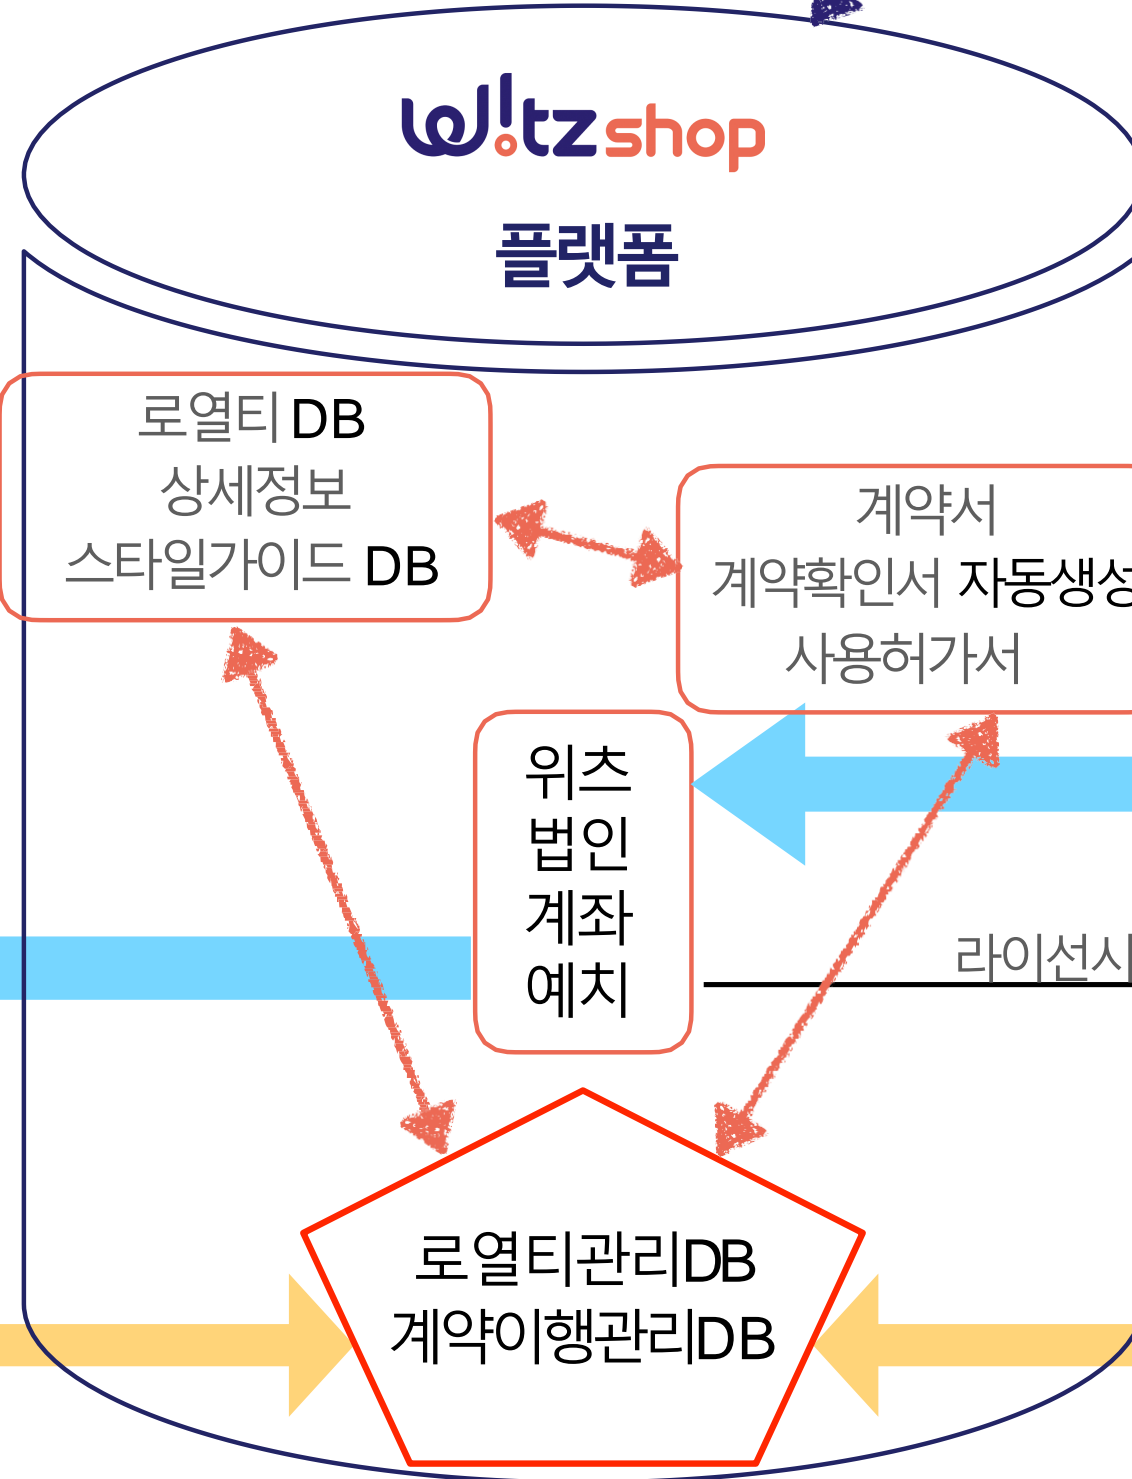 w!tz shop
플랫폼
로열티 DB
상세정보
스타일가이드 DB
계약서
계약확인서 자동생성
사용허가서
위츠
법인
계좌
예치
라이선시
로열티관리DB
계약이행관리DB